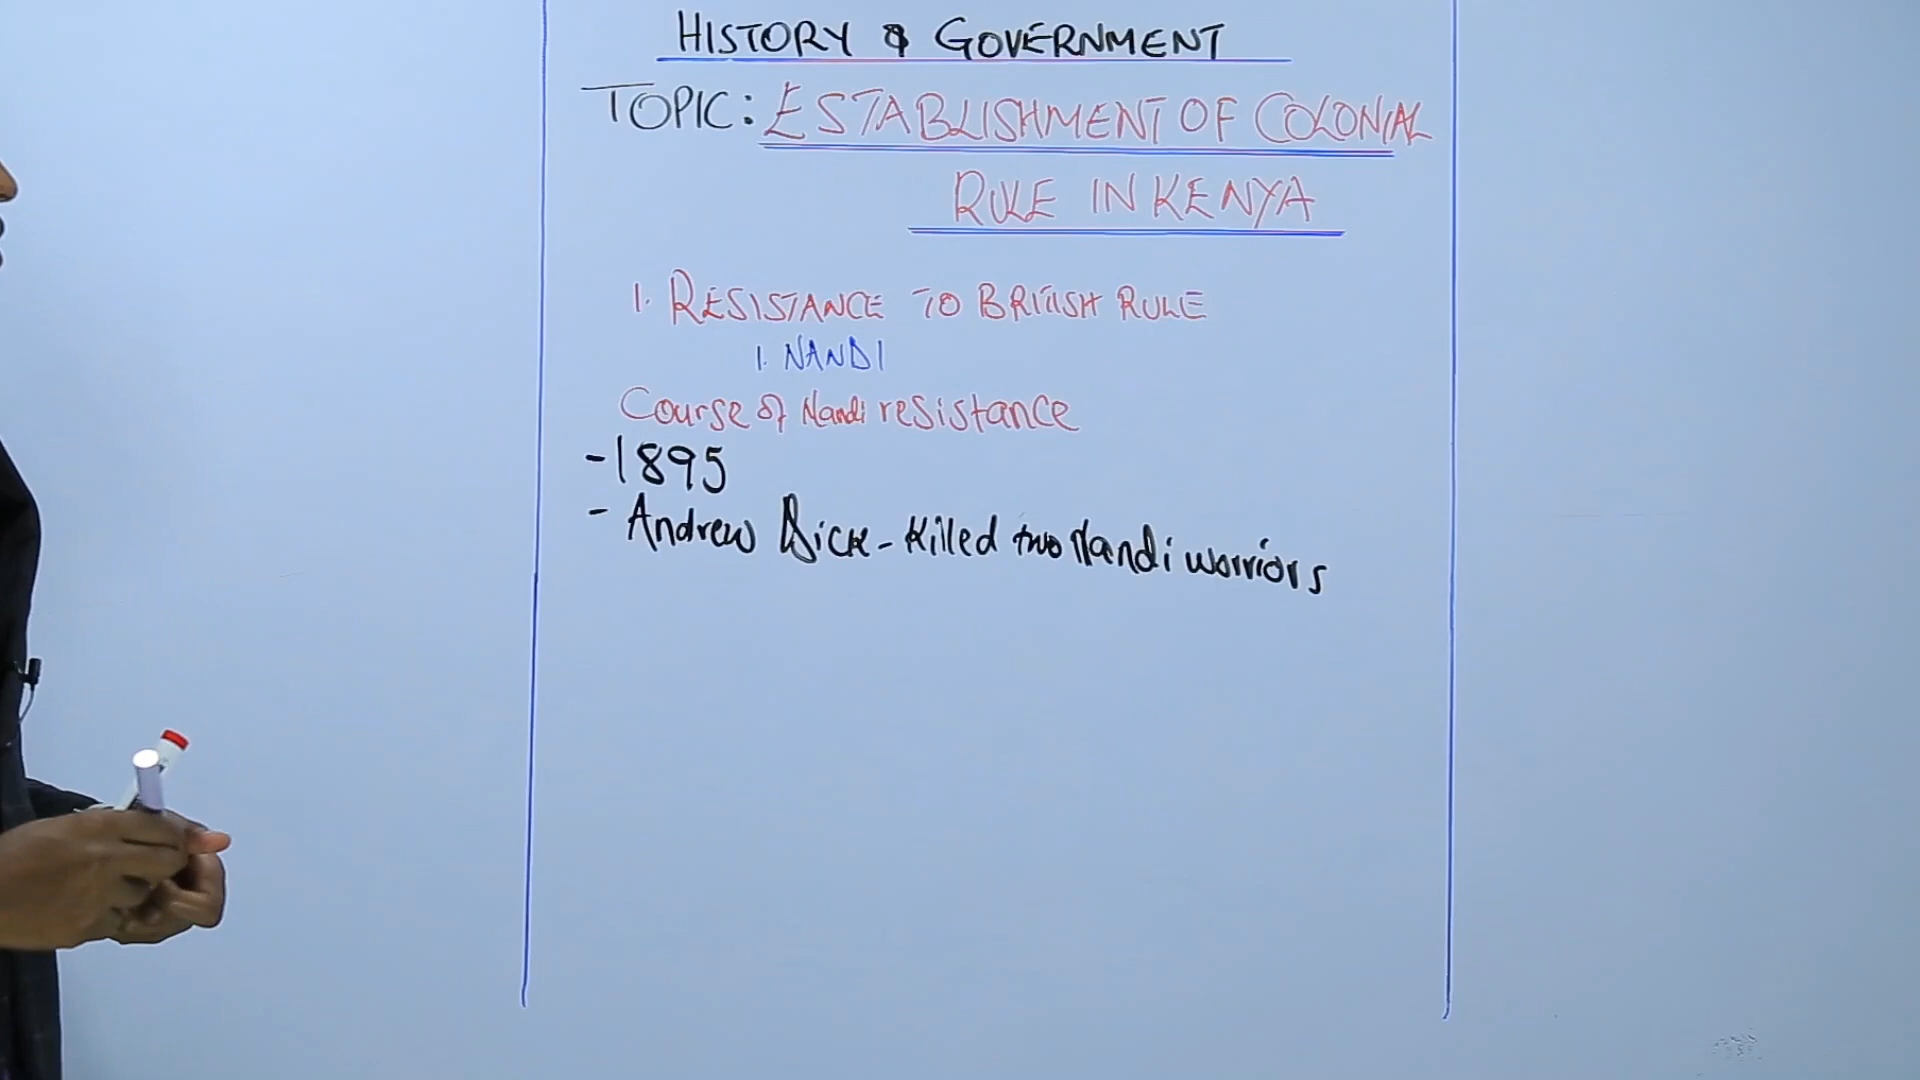 HISTORY & GOVERNMENT
TOPIC: ESTABLISHMENT OF COLONIAL
RULE IN KENYA
1. RESISTANCE TO BRITISH RULE
1. NANDI
Course of Nandi resistance
- 1895
- Andrew Dick - Killed two Nandi warriors